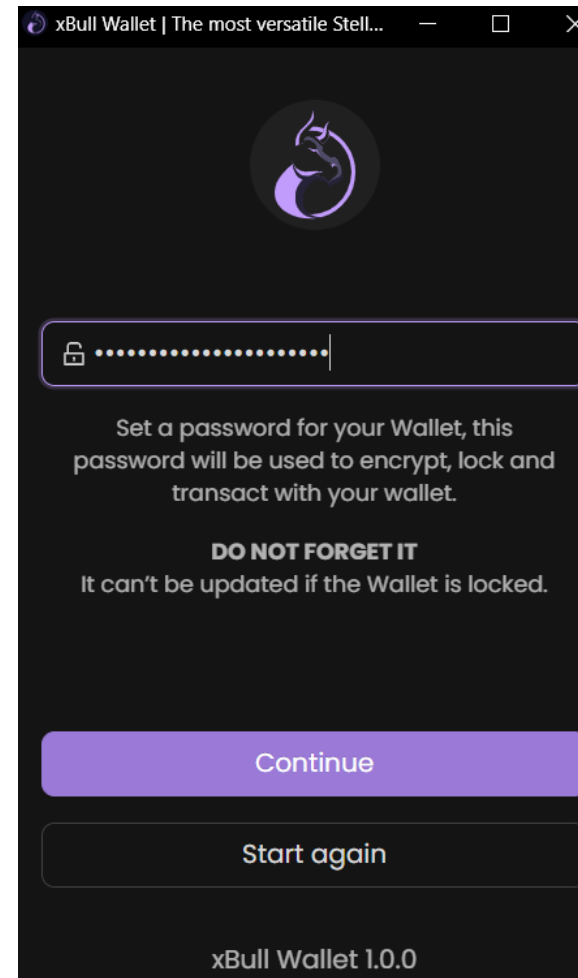 xBull Wallet | The most versatile Stell...
••••••••••••••••••••••
Set a password for your Wallet, this
password will be used to encrypt, lock and
transact with your wallet.
DO NOT FORGET IT
It can’t be updated if the Wallet is locked.
Continue
Start again
xBull Wallet 1.0.0